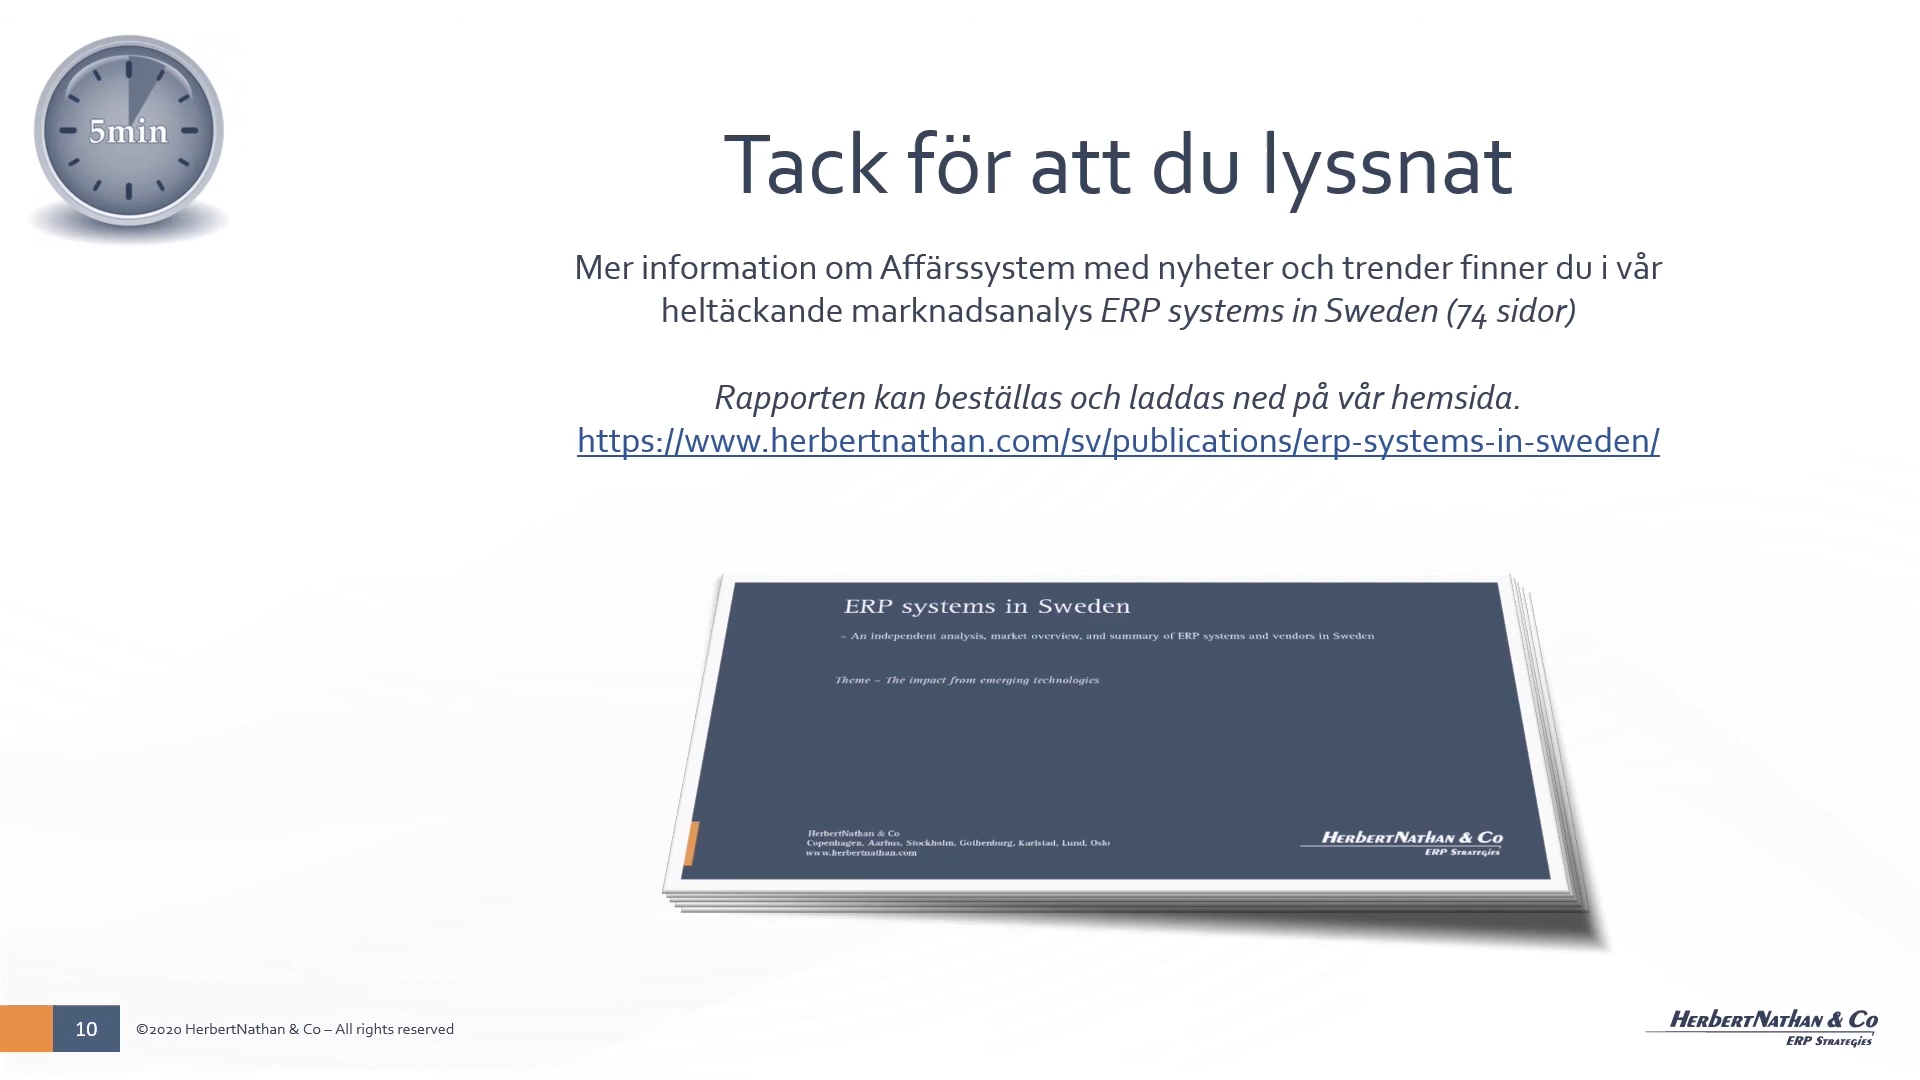 5min
Tack för att du lyssnat
Mer information om Affärssystem med nyheter och trender finner du i vår
heltäckande marknadsanalys ERP systems in Sweden (74 sidor)
Rapporten kan beställas och laddas ned på vår hemsida.
https://www.herbertnathan.com/sv/publications/erp-systems-in-sweden/
ERP systems in Sweden
– An independent analysis, market overview, and summary of ERP systems and vendors in Sweden
Theme – The impact from emerging technologies
HerbertNathan & Co
Copenhagen, Aarhus, Stockholm, Gothenburg, Karlstad, Lund, Oslo
www.herbertnathan.com
HerbertNathan & Co
ERP Strategies
10
©2020 HerbertNathan & Co – All rights reserved
HerbertNathan & Co
ERP Strategies